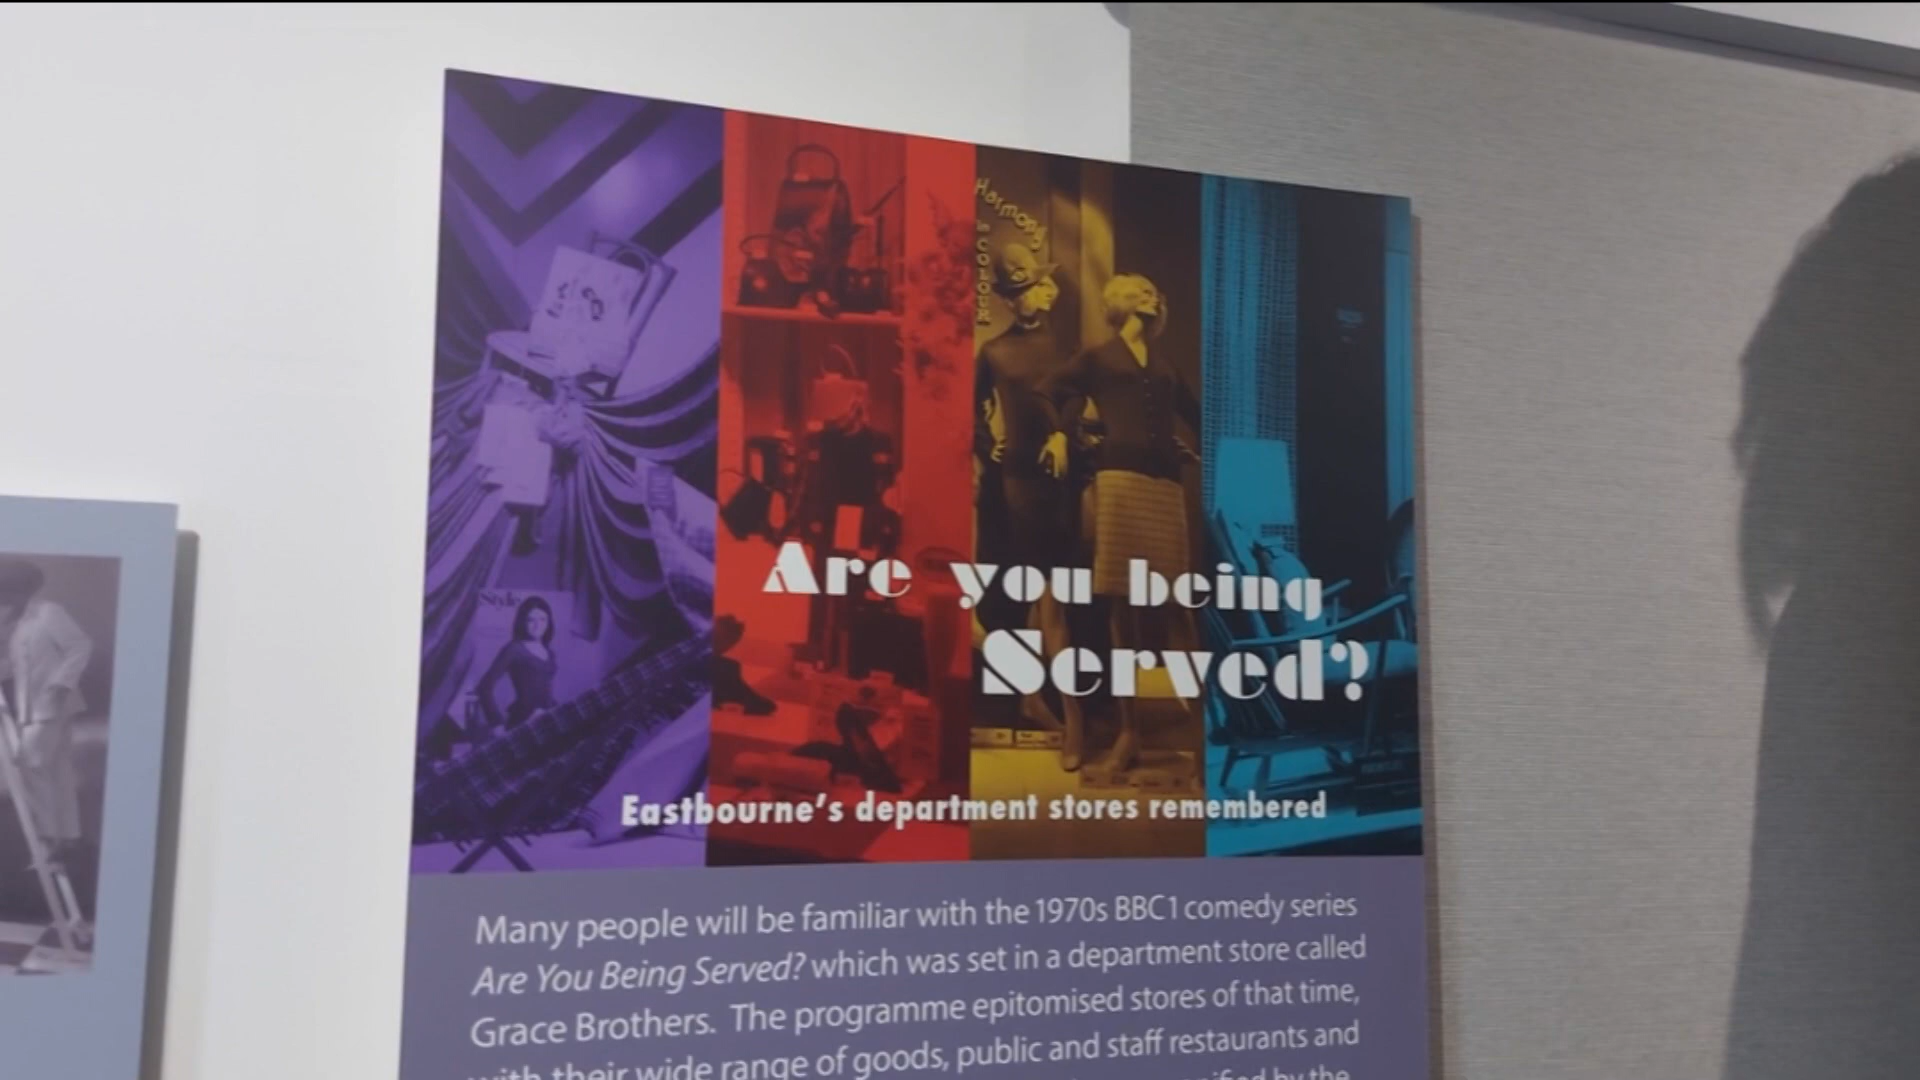 Harmony
in
COLOUR
Style
Are you being
Served?
Eastbourne's department stores remembered
Many people will be familiar with the 1970s BBC1 comedy series
Are You Being Served? which was set in a department store called
Grace Brothers. The programme epitomised stores of that time,
with their wide range of goods, public and staff restaurants and
by the